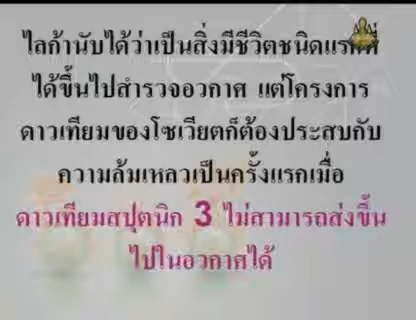 ไลก้านับได้ว่าเป็นสิ่งมีชีวิตชนิดแรกที่
ได้ขึ้นไปสำรวจอวกาศ แต่โครงการ
ดาวเทียมของโซเวียตก็ต้องประสบกับ
ความล้มเหลวเป็นครั้งแรกเมื่อ
ดาวเทียมสปุตนิก 3 ไม่สามารถส่งขึ้น
ไปในอวกาศได้